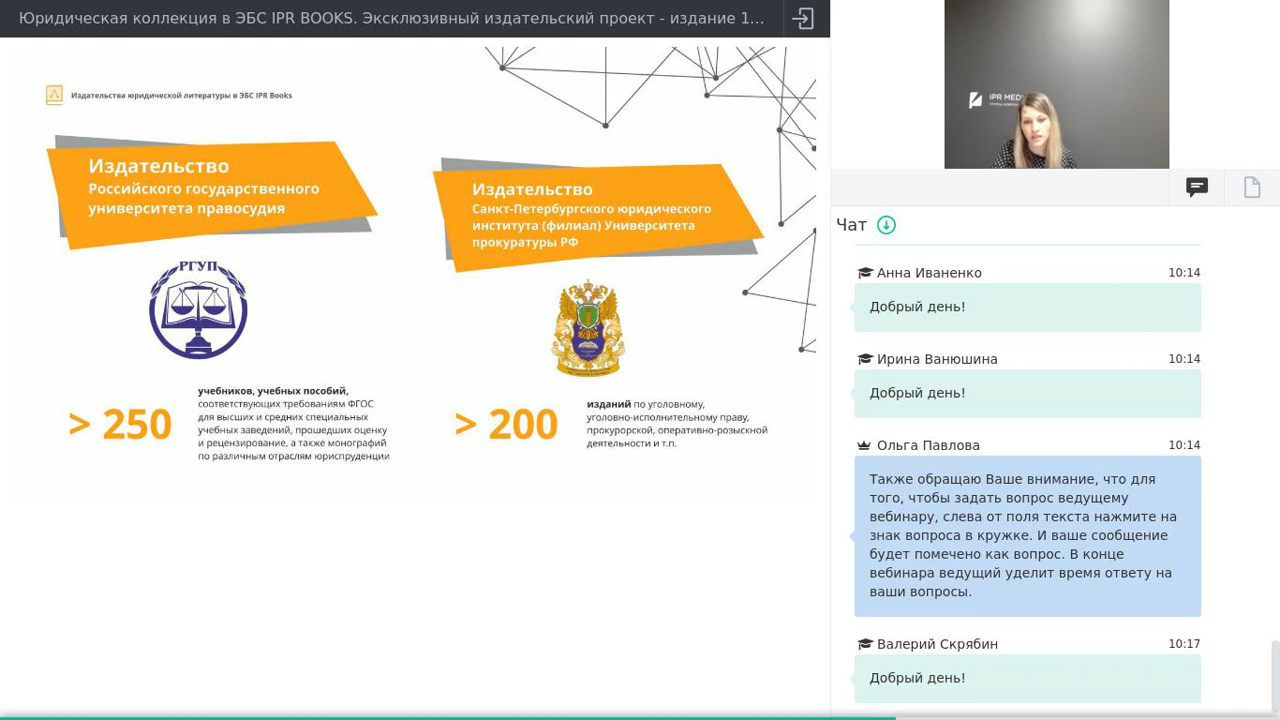 Юридическая коллекция в ЭБС IPR BOOKS. Эксклюзивный издательский проект - издание 1...
Издательства юридической литературы в ЭБС IPR Books
Издательство
Российского государственного
университета правосудия
РГУП
> 250
учебников, учебных пособий,
соответствующих требованиям ФГОС
для высших и средних специальных
учебных заведений, прошедших оценку
и рецензирование, а также монографий
по различным отраслям юриспруденции
Издательство
Санкт-Петербургского юридического
института (филиал) Университета
прокуратуры РФ
> 200
изданий по уголовному,
уголовно-исполнительному праву,
прокурорской, оперативно-розыскной
деятельности и т.п.
IPR
Чат
Анна Иваненко 10:14
Добрый день!
Ирина Ванюшина 10:14
Добрый день!
Ольга Павлова 10:14
Также обращаю Ваше внимание, что для
того, чтобы задать вопрос ведущему
вебинару, слева от поля текста нажмите на
знак вопроса в кружке. И ваше сообщение
будет помечено как вопрос. В конце
вебинара ведущий уделит время ответу на
ваши вопросы.
Валерий Скрябин 10:17
Добрый день!